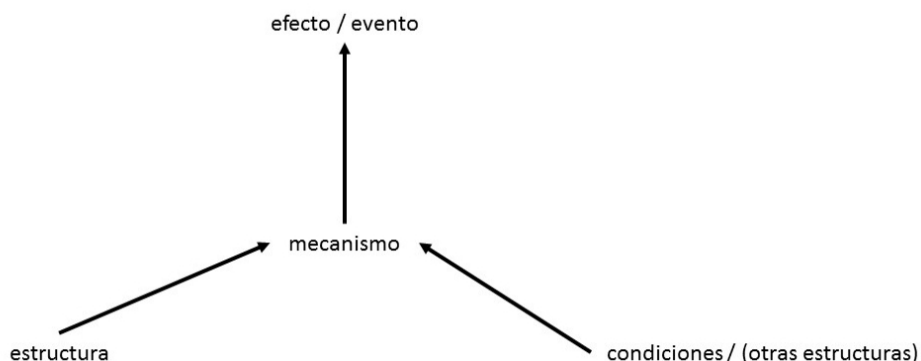 efecto / evento
mecanismo
estructura
condiciones / (otras estructuras)